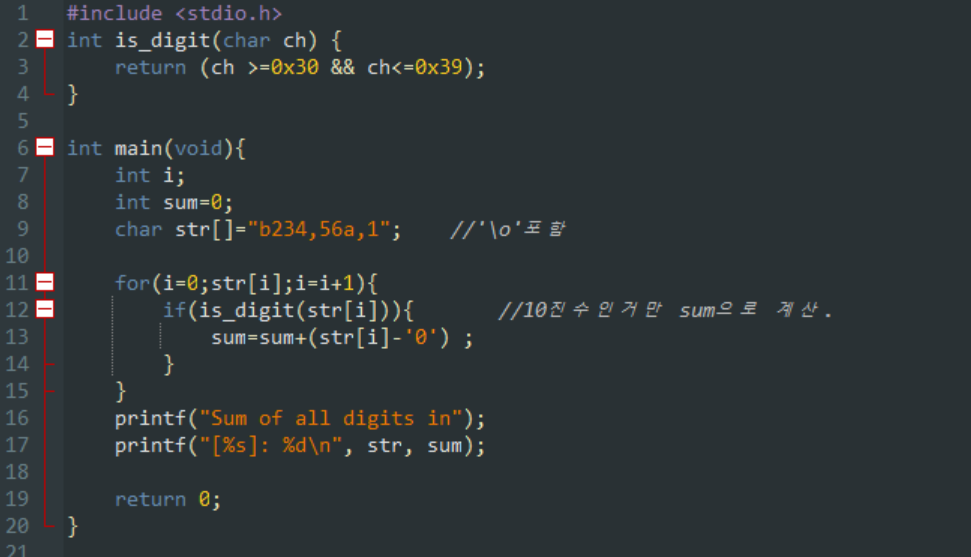 1 #include <stdio.h>
2 int is_digit(char ch) {
3 return (ch >=0x30 && ch<=0x39);
4 }
5
6 int main(void){
7 int i;
8 int sum=0;
9 char str[]="b234,56a,1"; //'\o'포함
10
11 for(i=0;str[i];i=i+1){
12 if(is_digit(str[i])){ //10진수인거만 sum으로 계산.
13 sum=sum+(str[i]-'0') ;
14 }
15 }
16 printf("Sum of all digits in");
17 printf("[%s]: %d\n", str, sum);
18
19 return 0;
20 }
21